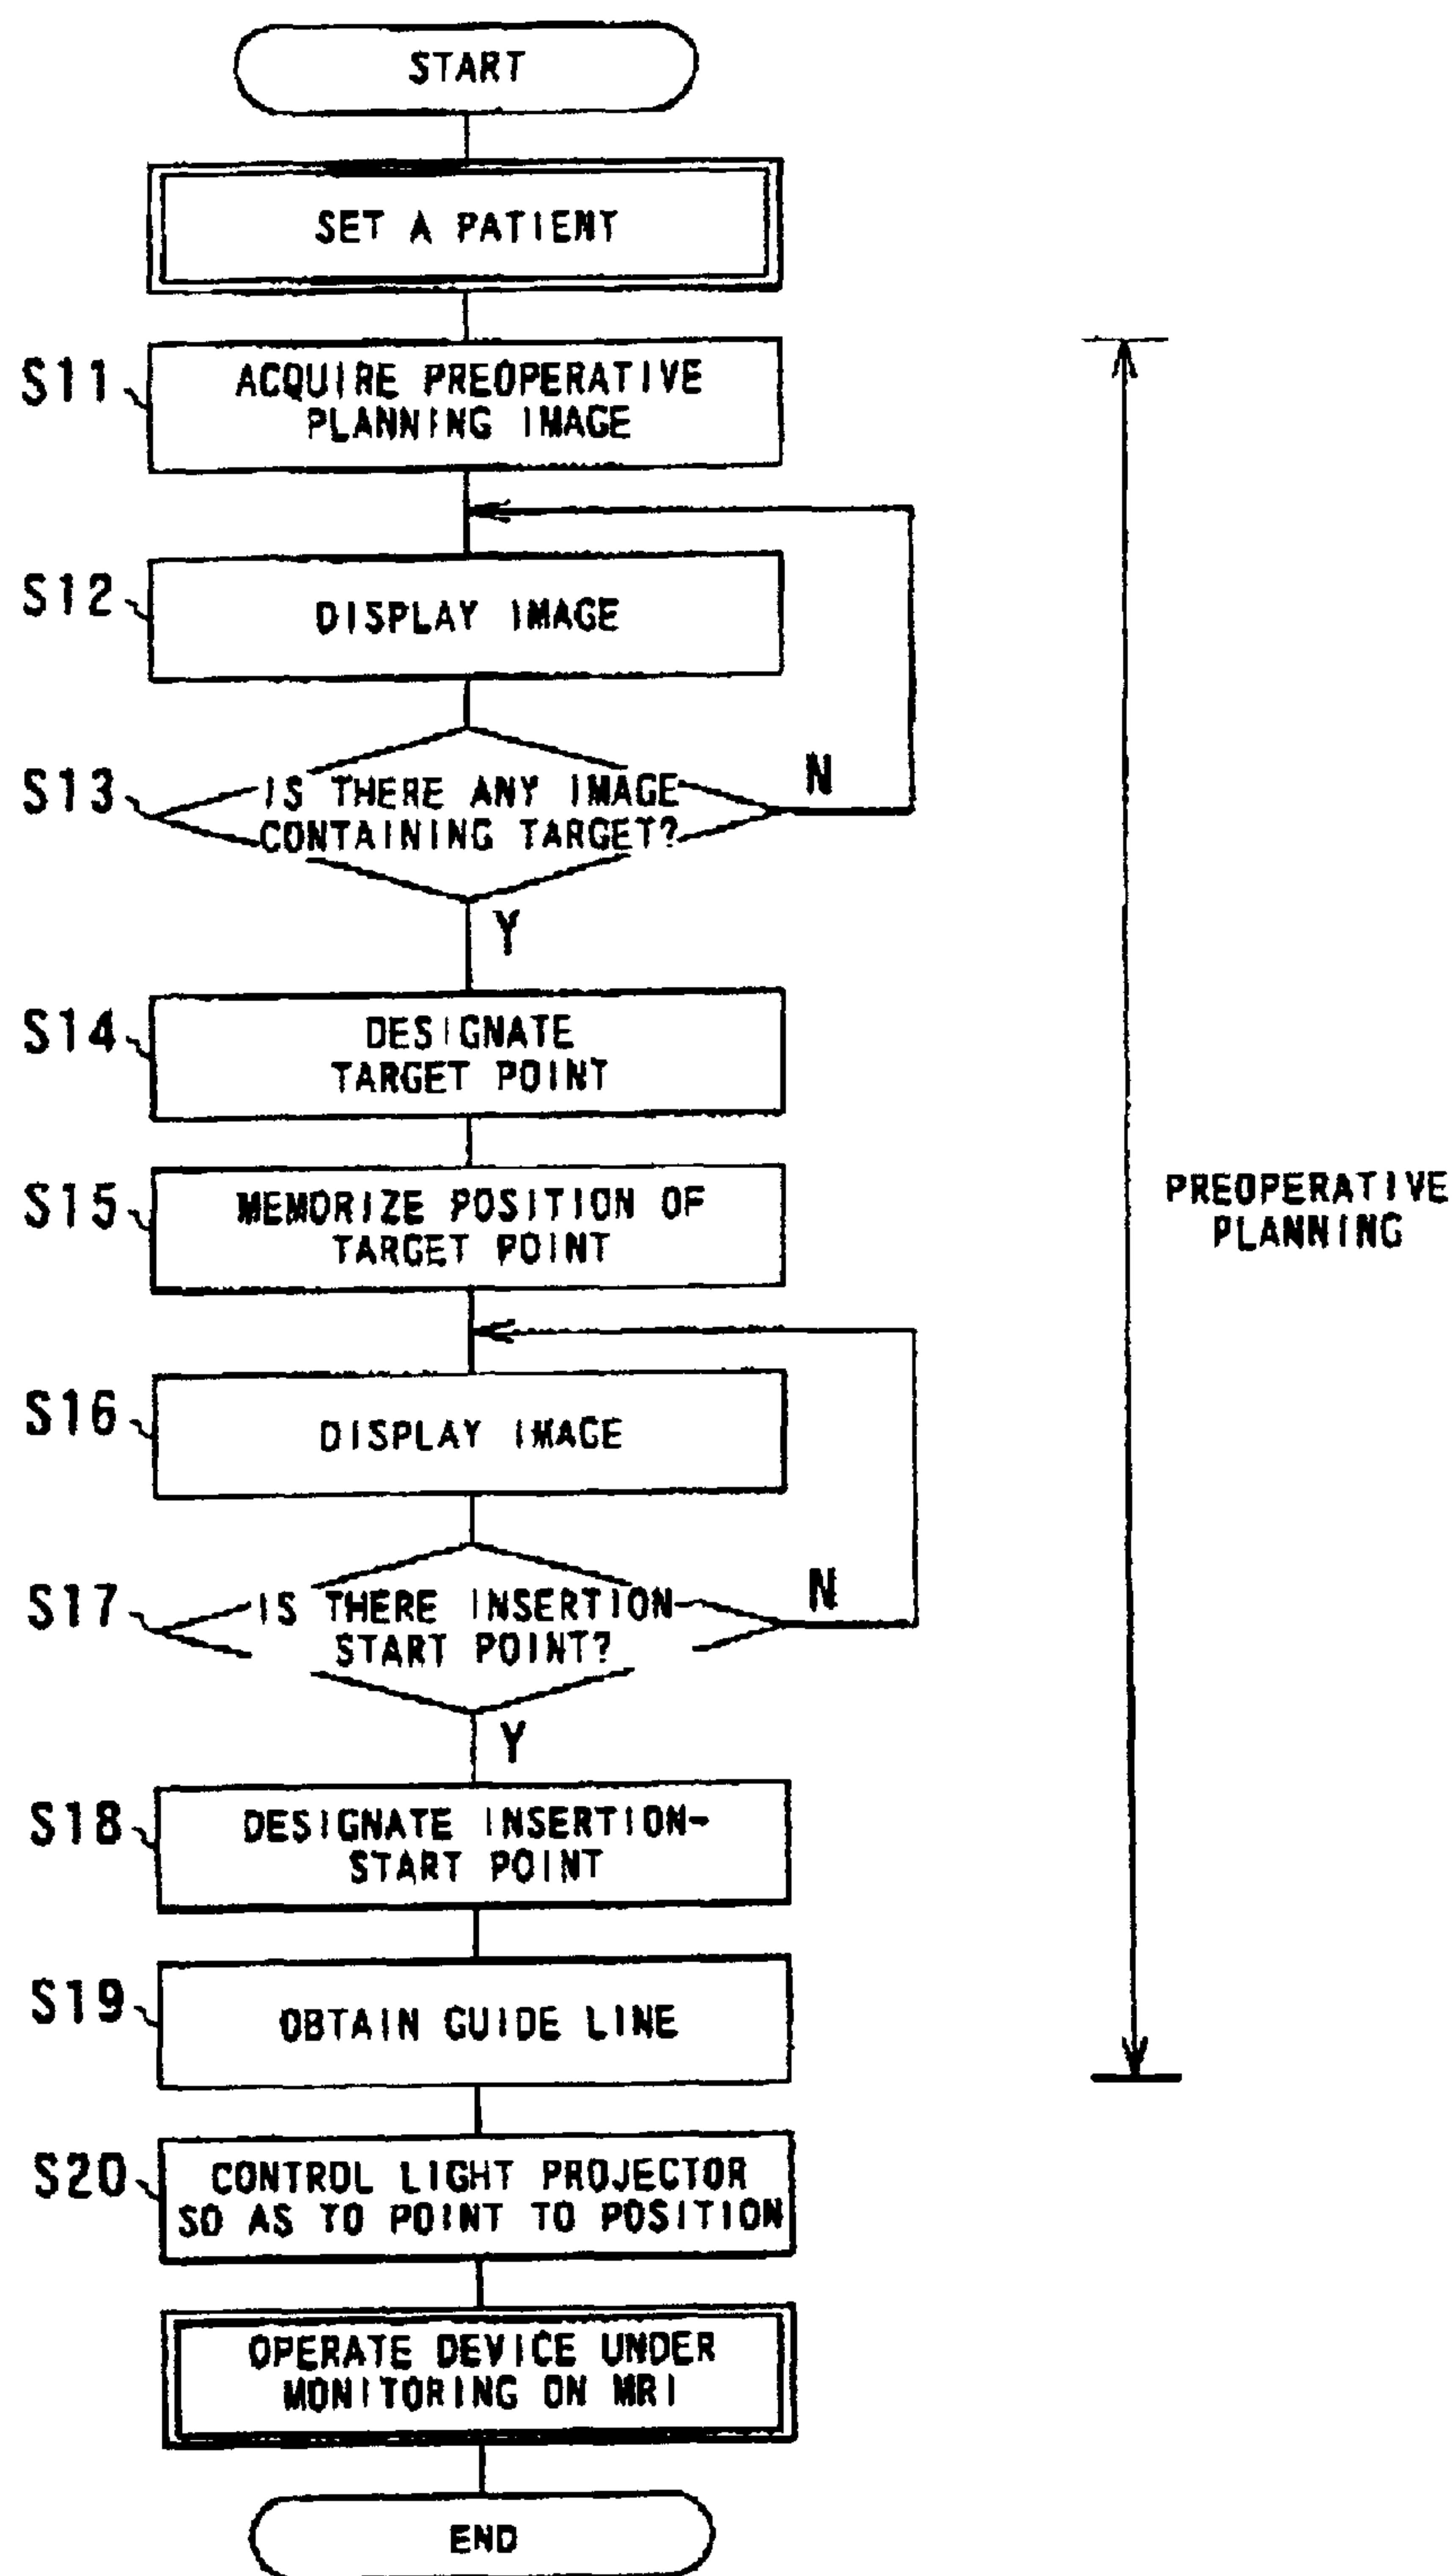 START
SET A PATIENT
S11
ACQUIRE PREOPERATIVE
PLANNING IMAGE
S12
DISPLAY IMAGE
S13
IS THERE ANY IMAGE
CONTAINING TARGET?
N
Y
S14
DESIGNATE
TARGET POINT
S15
MEMORIZE POSITION OF
TARGET POINT
PREOPERATIVE
PLANNING
S16
DISPLAY IMAGE
S17
IS THERE INSERTION
START POINT?
N
Y
S18
DESIGNATE INSERTION-
START POINT
S19
OBTAIN GUIDE LINE
S20
CONTROL LIGHT PROJECTOR
SO AS TO POINT TO POSITION
OPERATE DEVICE UNDER
MONITORING ON MRI
END